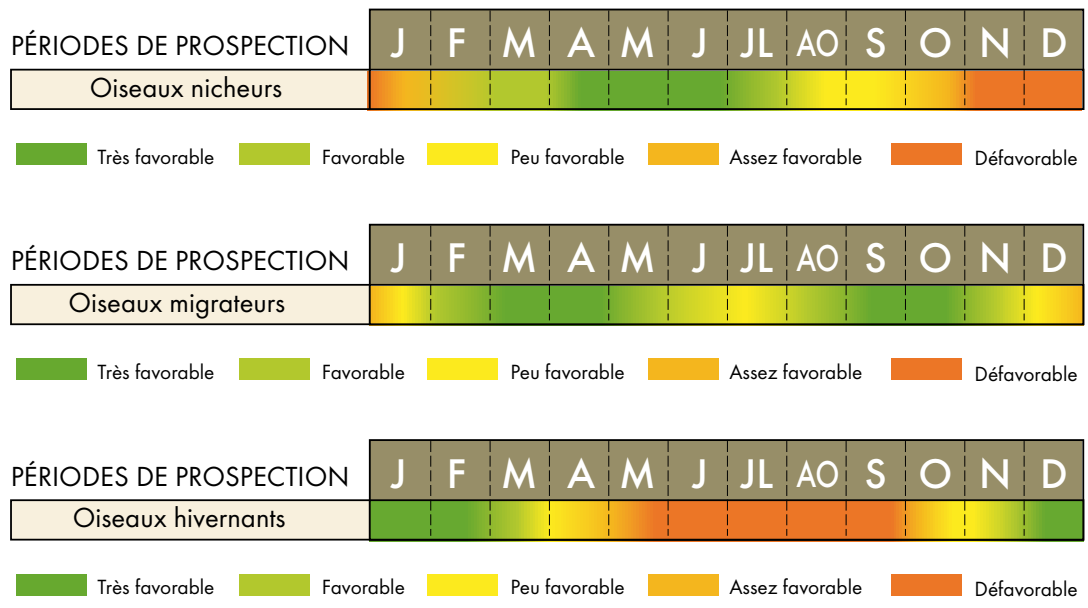 PÉRIODES DE PROSPECTION J F M A M J JL AO S O N D
Oiseaux nicheurs
Très favorable Favorable Peu favorable Assez favorable Défavorable
PÉRIODES DE PROSPECTION J F M A M J JL AO S O N D
Oiseaux migrateurs
Très favorable Favorable Peu favorable Assez favorable Défavorable
PÉRIODES DE PROSPECTION J F M A M J JL AO S O N D
Oiseaux hivernants
Très favorable Favorable Peu favorable Assez favorable Défavorable